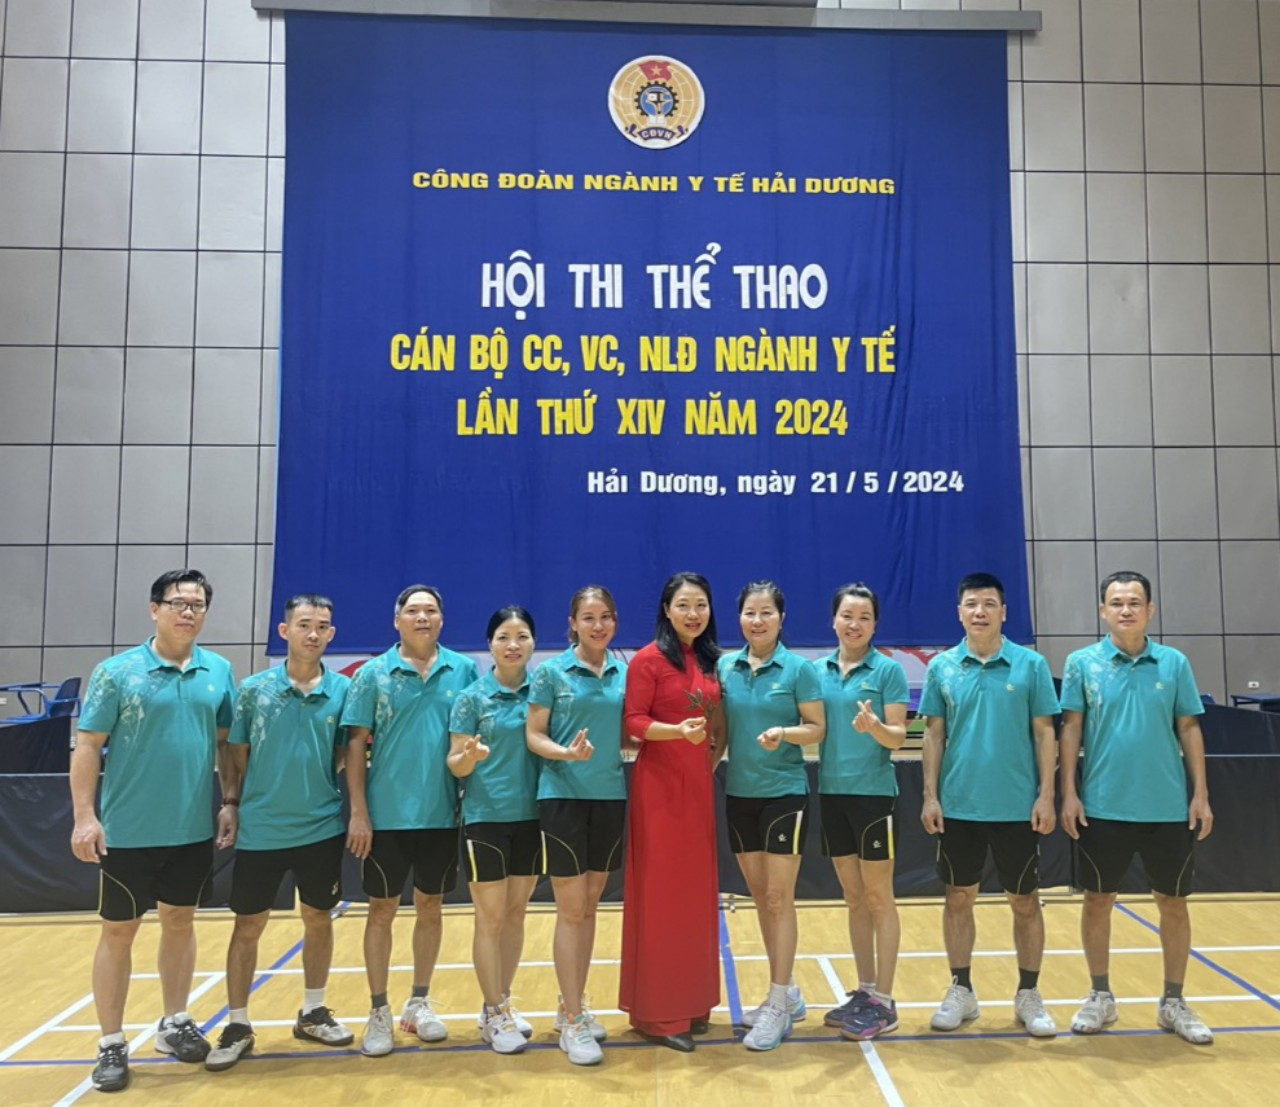 CĐVN
CÔNG ĐOÀN NGÀNH Y TẾ HẢI DƯƠNG
HỘI THI THỂ THAO
CÁN BỘ CC, VC, NLĐ NGÀNH Y TẾ
LẦN THỨ XIV NĂM 2024
Hải Dương, ngày 21 / 5 / 2024